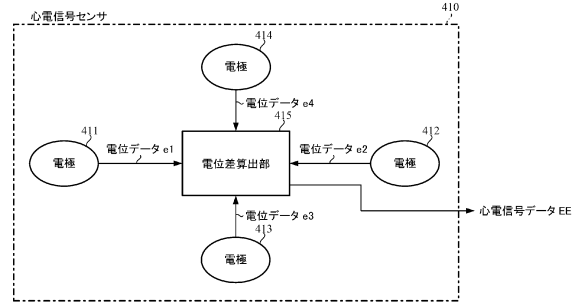 心電信号センサ
410
414
電極
電位データ e4
415
411
電極
電位データ e1
電位差算出部
電位データ e2
412
電極
心電信号データ EE
電位データ e3
413
電極